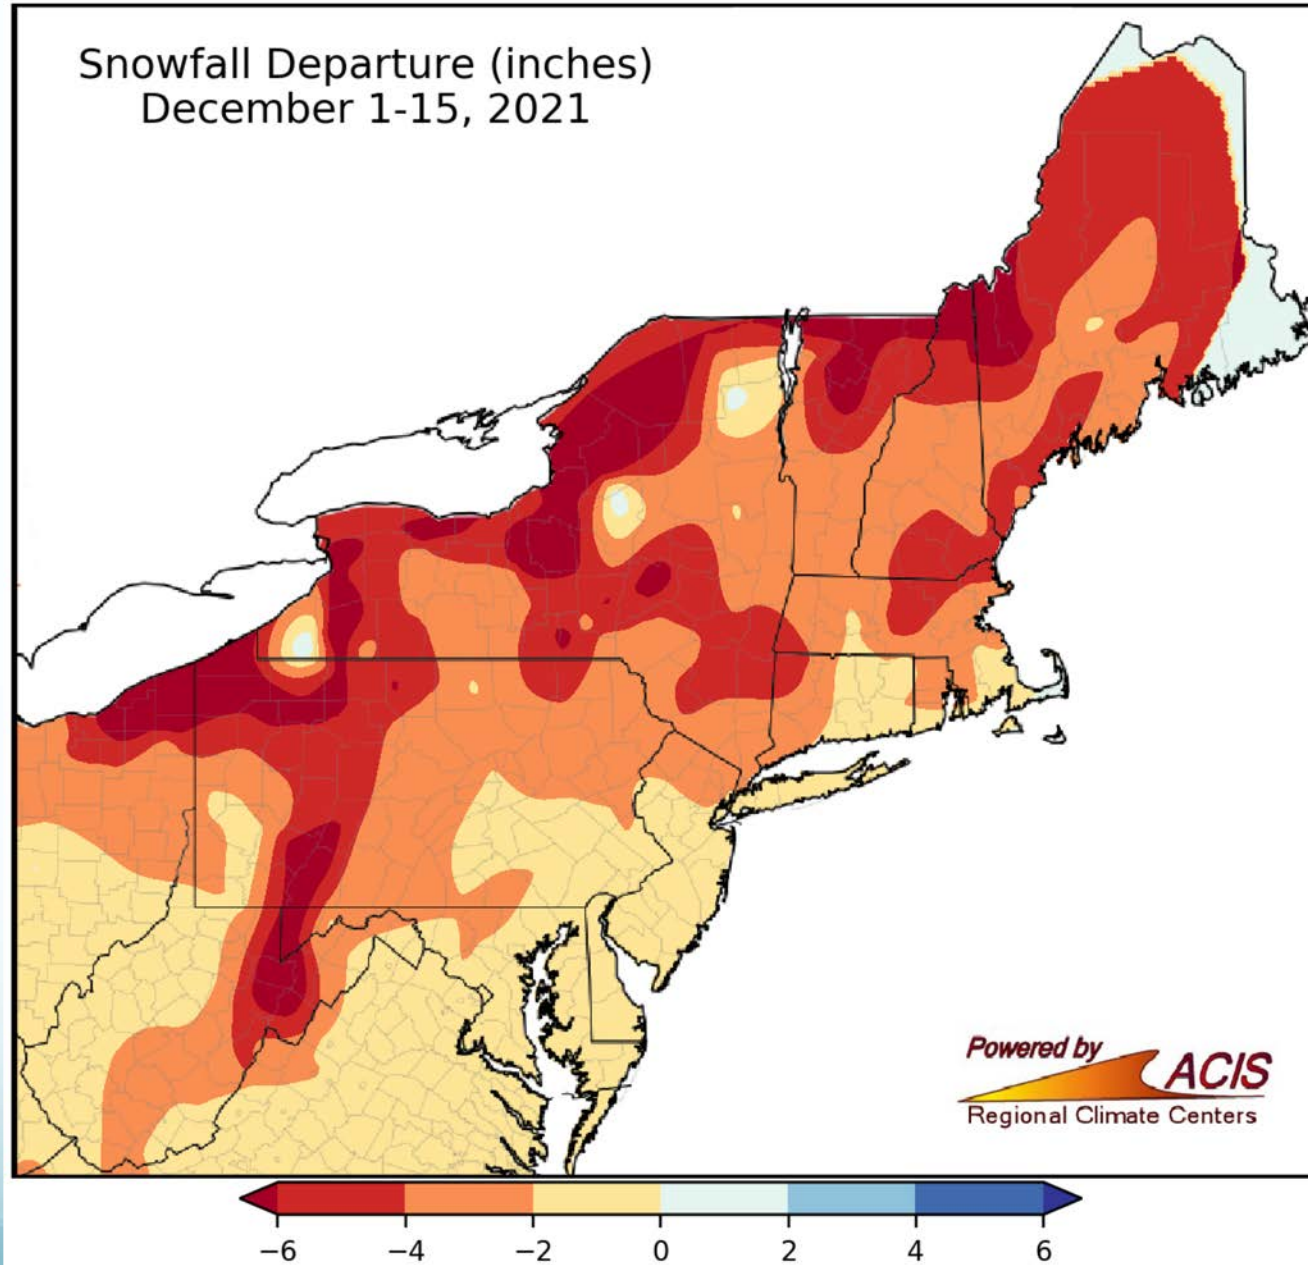 Snowfall Departure (inches)
December 1-15, 2021
Powered by
ACIS
Regional Climate Centers
−6 −4 −2 0 2 4 6